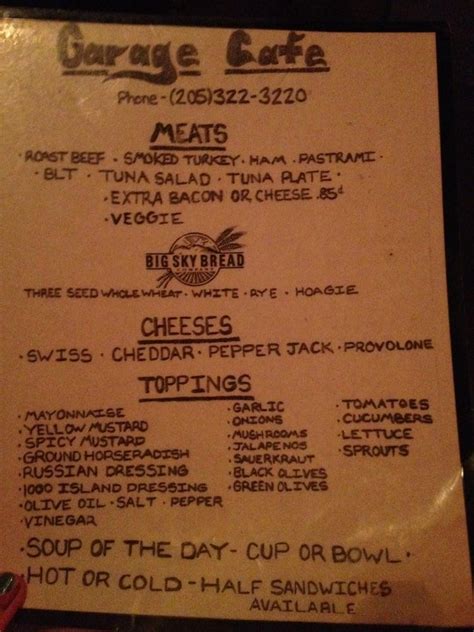 Garage Cafe
Phone-(205)322-3220
MEATS
·ROAST BEEF · SMOKED TURKEY · HAM · PASTRAMI·
·BLT · TUNA SALAD · TUNA PLATE ·
·EXTRA BACON OR CHEESE .85¢
·VEGGIE
BIG SKY BREAD
COMPANY
THREE SEED WHOLE WHEAT · WHITE · RYE · HOAGIE
CHEESES
·SWISS · CHEDDAR · PEPPER JACK · PROVOLONE
TOPPINGS
·MAYONNAISE
·YELLOW MUSTARD
·SPICY MUSTARD
·GROUND HORSERADISH
·RUSSIAN DRESSING
·1000 ISLAND DRESSING
·OLIVE OIL · SALT · PEPPER
·VINEGAR
·GARLIC
·ONIONS
·MUSHROOMS
·JALAPENOS
·SAUERKRAUT
·BLACK OLIVES
·GREEN OLIVES
·TOMATOES
·CUCUMBERS
·LETTUCE
·SPROUTS
·SOUP OF THE DAY- CUP OR BOWL·
·HOT OR COLD - HALF SANDWICHES
AVAILABLE